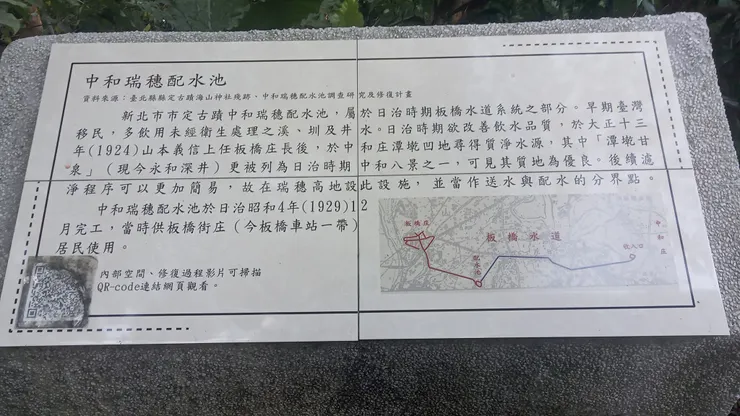 中和瑞穗配水池
資料來源：臺北縣縣定古蹟海山神社殘跡、中和瑞穗配水池調查研究及修復計畫
新北市市定古蹟中和瑞穗配水池，屬於日治時期板橋水道系統之部分。早期臺灣
移民，多飲用未經衛生處理之溪、圳及井水。日治時期欲改善飲水品質，於大正十三
年(1924)山本義信上任板橋庄長後，於中和庄潭墘凹地尋得質淨水源，其中「潭墘甘
泉」(現今永和深井)更被列為日治時期中和八景之一，可見其質地為優良。後續濾
淨程序可以更加簡易，故在瑞穗高地設此設施，並當作送水與配水的分界點。
中和瑞穗配水池於日治昭和4年(1929)12
月完工，當時供板橋街庄(今板橋車站一帶)
居民使用。
內部空間、修復過程影片可掃描
QR-code連結網頁觀看。
板橋庄
板橋水道
中和庄
配水池
取入口